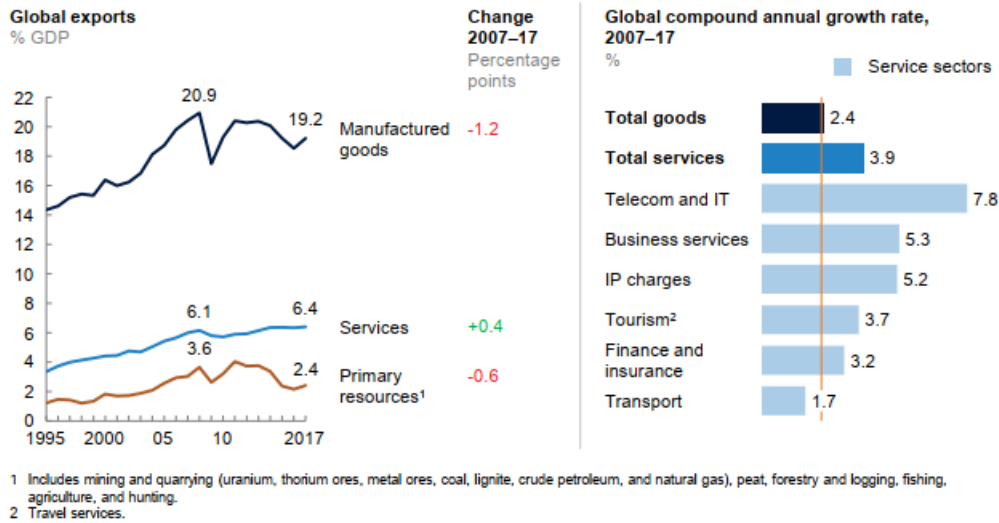 Global exports
% GDP
Change
2007–17
Percentage
points
22
20
18
16
14
12
10
8
6
4
2
0
1995
2000
05
10
2017
20.9
19.2
Manufactured
goods
-1.2
6.1
6.4
Services
+0.4
3.6
2.4
Primary
resources¹
-0.6
Global compound annual growth rate,
2007–17
%
Service sectors
Total goods 2.4
Total services 3.9
Telecom and IT 7.8
Business services 5.3
IP charges 5.2
Tourism² 3.7
Finance and
insurance 3.2
Transport 1.7
1 Includes mining and quarrying (uranium, thorium ores, metal ores, coal, lignite, crude petroleum, and natural gas), peat, forestry and logging, fishing,
agriculture, and hunting.
2 Travel services.